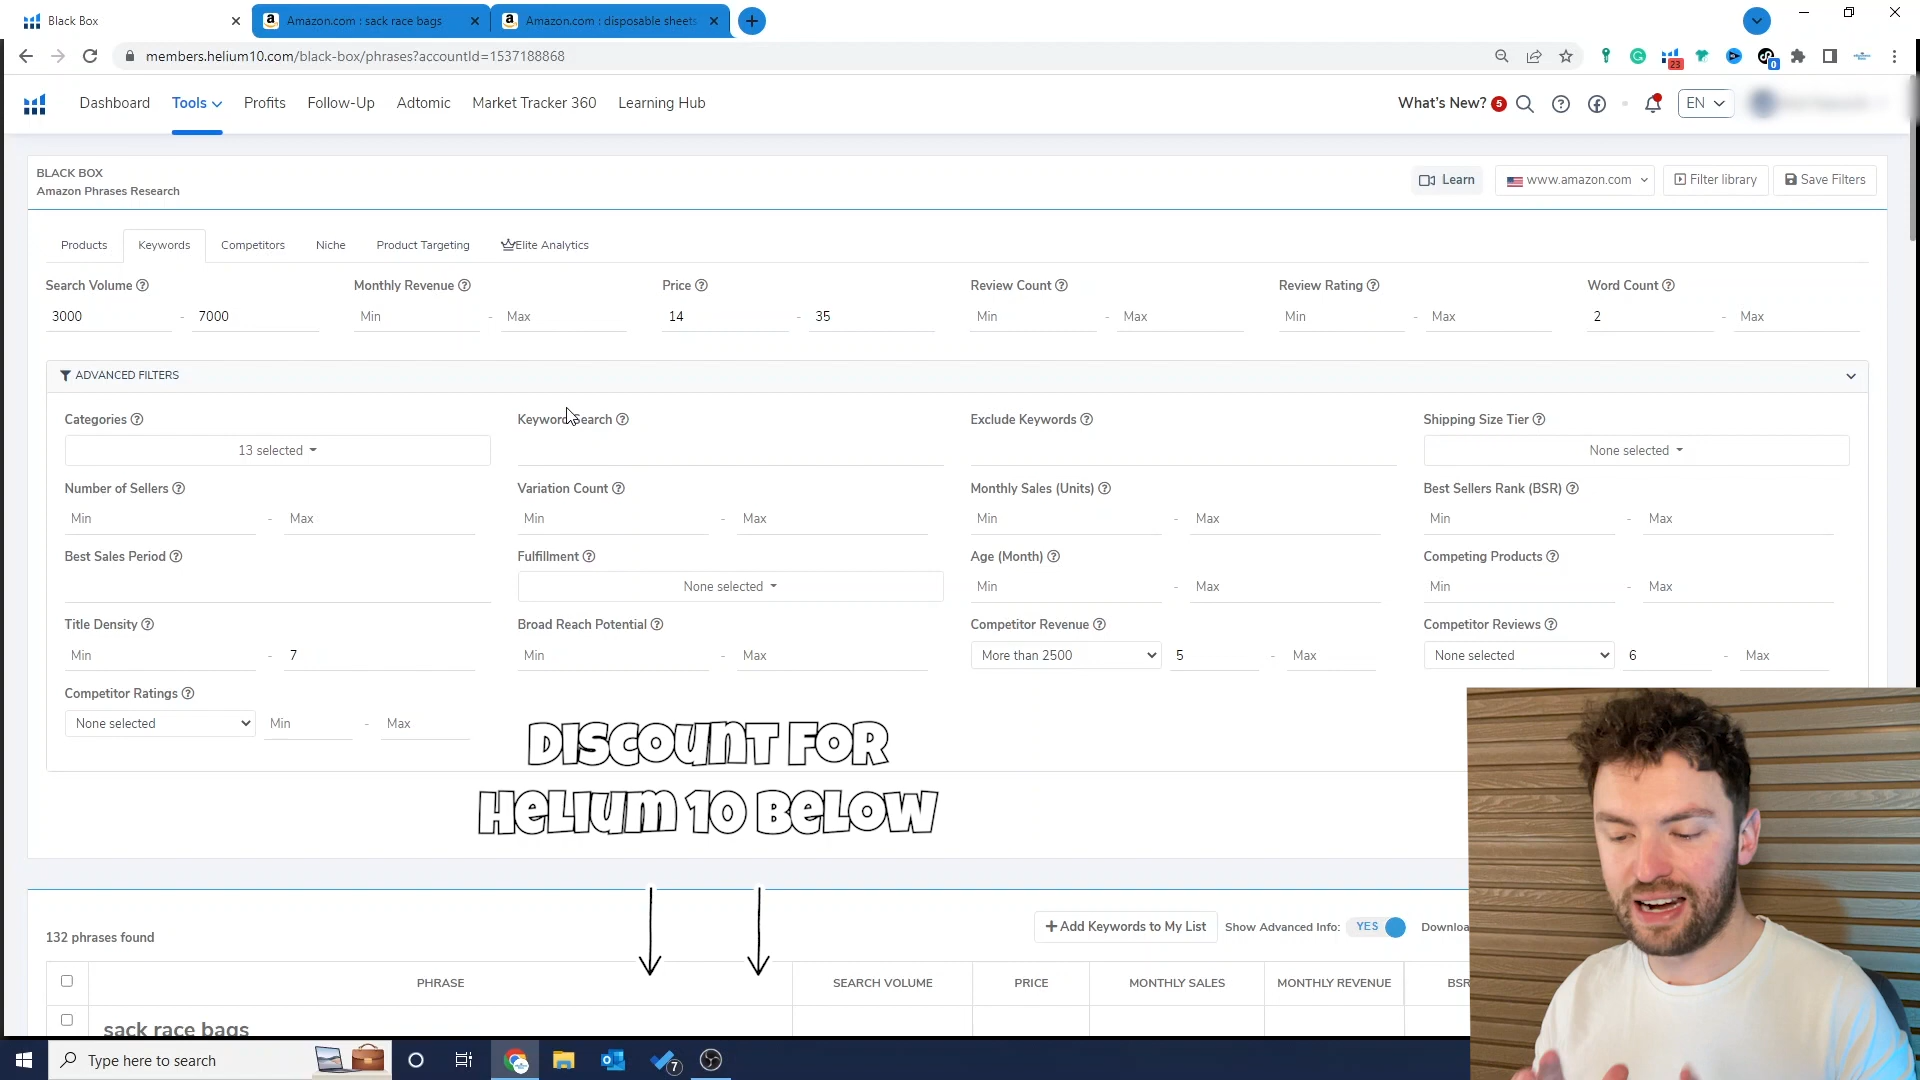 Black Box
Amazon.com : sack race bags
Amazon.com : disposable sheets
members.helium10.com/black-box/phrases?accountId=1537188868
23
0
Dashboard
Tools
Profits
Follow-Up
Adtomic
Market Tracker 360
Learning Hub
What's New? 5
EN
BLACK BOX
Amazon Phrases Research
Learn
www.amazon.com
Filter library
Save Filters
Products
Keywords
Competitors
Niche
Product Targeting
Elite Analytics
Search Volume
Monthly Revenue
Price
Review Count
Review Rating
Word Count
3000 - 7000
Min - Max
14 - 35
Min - Max
Min - Max
2 - Max
ADVANCED FILTERS
Categories
Keyword Search
Exclude Keywords
Shipping Size Tier
13 selected
None selected
Number of Sellers
Variation Count
Monthly Sales (Units)
Best Sellers Rank (BSR)
Min - Max
Min - Max
Min - Max
Min - Max
Best Sales Period
Fulfillment
Age (Month)
Competing Products
None selected
Min - Max
Min - Max
Title Density
Broad Reach Potential
Competitor Revenue
Competitor Reviews
Min - 7
Min - Max
More than 2500
5 - Max
None selected
6 - Max
Competitor Ratings
None selected
Min - Max
DISCOUNT FOR
HELIUM 10 BELOW
132 phrases found
+ Add Keywords to My List
Show Advanced Info: YES
Downloa
PHRASE
SEARCH VOLUME
PRICE
MONTHLY SALES
MONTHLY REVENUE
BSR
sack race bags
Type here to search
7